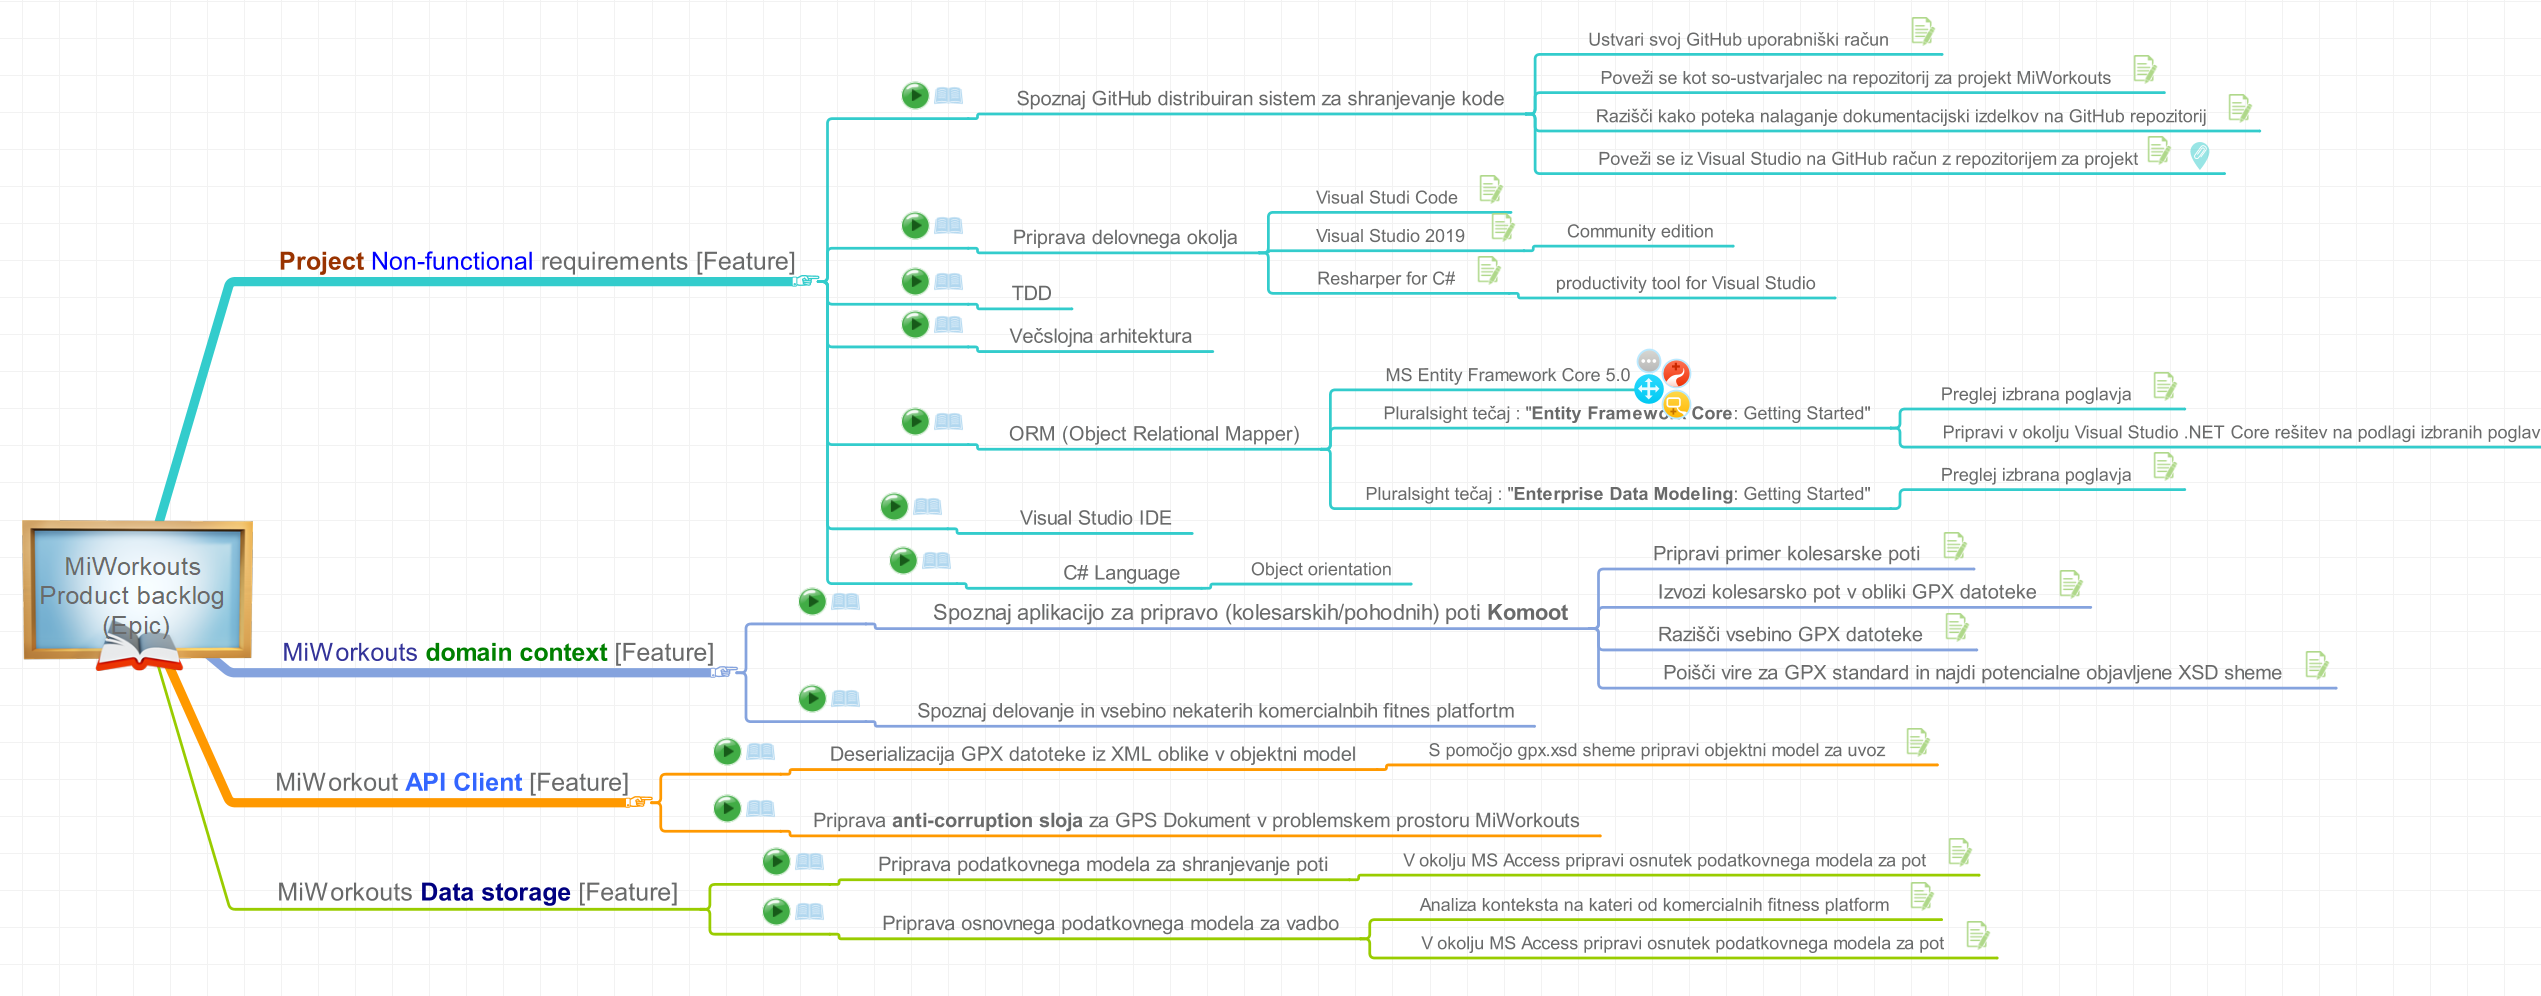 MiWorkouts
Product backlog
(Epic)
Project Non-functional requirements [Feature]
Spoznaj GitHub distribuiran sistem za shranjevanje kode
Ustvari svoj GitHub uporabniški račun
Poveži se kot so-ustvarjalec na repozitorij za projekt MiWorkouts
Razišči kako poteka nalaganje dokumentacijski izdelkov na GitHub repozitorij
Poveži se iz Visual Studio na GitHub račun z repozitorijem za projekt
Priprava delovnega okolja
Visual Studi Code
Visual Studio 2019
Community edition
Resharper for C#
productivity tool for Visual Studio
TDD
Večslojna arhitektura
ORM (Object Relational Mapper)
MS Entity Framework Core 5.0
Pluralsight tečaj : "Entity Framework Core: Getting Started"
Preglej izbrana poglavja
Pripravi v okolju Visual Studio .NET Core rešitev na podlagi izbranih poglav
Pluralsight tečaj : "Enterprise Data Modeling: Getting Started"
Preglej izbrana poglavja
Visual Studio IDE
C# Language
Object orientation
MiWorkouts domain context [Feature]
Spoznaj aplikacijo za pripravo (kolesarskih/pohodnih) poti Komoot
Pripravi primer kolesarske poti
Izvozi kolesarsko pot v obliki GPX datoteke
Razišči vsebino GPX datoteke
Poišči vire za GPX standard in najdi potencialne objavljene XSD sheme
Spoznaj delovanje in vsebino nekaterih komercialnbih fitnes platfortm
MiWorkout API Client [Feature]
Deserializacija GPX datoteke iz XML oblike v objektni model
S pomočjo gpx.xsd sheme pripravi objektni model za uvoz
Priprava anti-corruption sloja za GPS Dokument v problemskem prostoru MiWorkouts
MiWorkouts Data storage [Feature]
Priprava podatkovnega modela za shranjevanje poti
V okolju MS Access pripravi osnutek podatkovnega modela za pot
Priprava osnovnega podatkovnega modela za vadbo
Analiza konteksta na kateri od komercialnih fitness platform
V okolju MS Access pripravi osnutek podatkovnega modela za pot